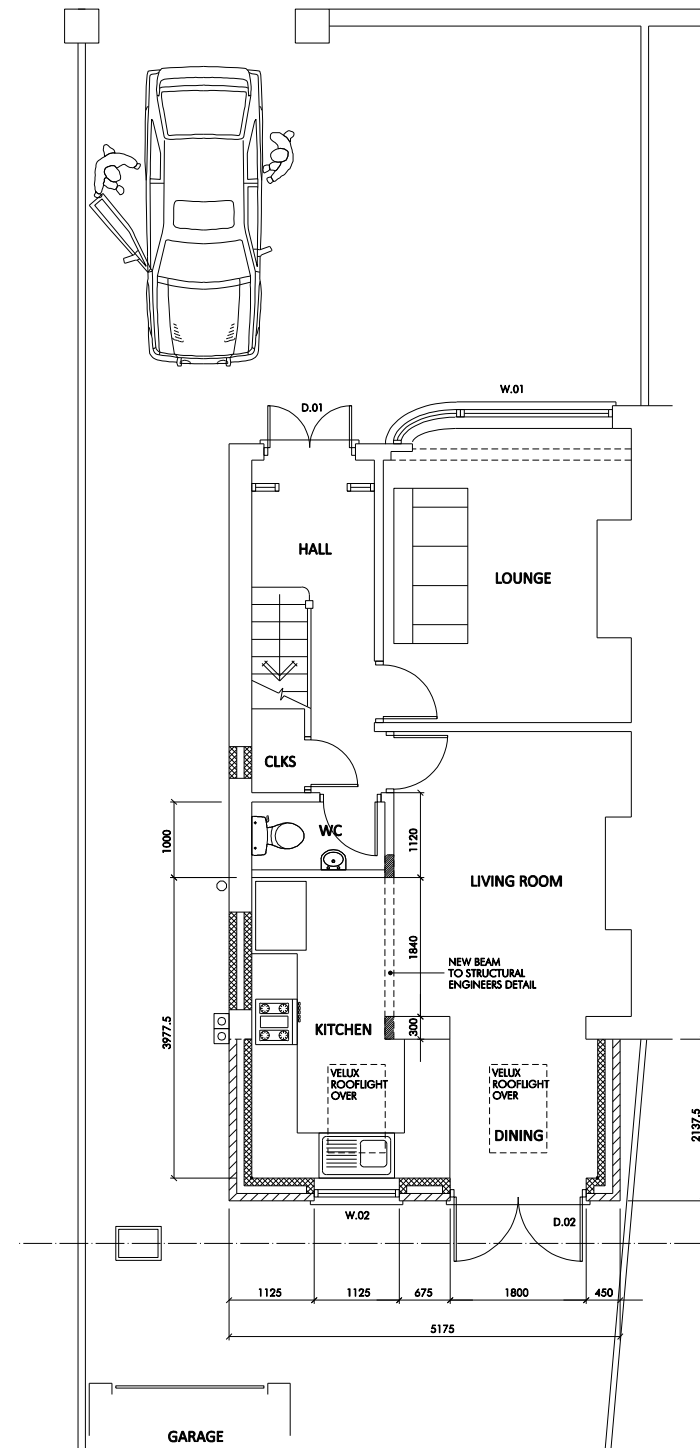 W.01
D.01
HALL
LOUNGE
CLKS
WC
1000
1120
LIVING ROOM
1840
NEW BEAM
TO STRUCTURAL
ENGINEERS DETAIL
3977.5
KITCHEN
300
VELUX
ROOFLIGHT
OVER
VELUX
ROOFLIGHT
OVER
2137.5
DINING
W.02
D.02
1125
1125
675
1800
450
5175
GARAGE